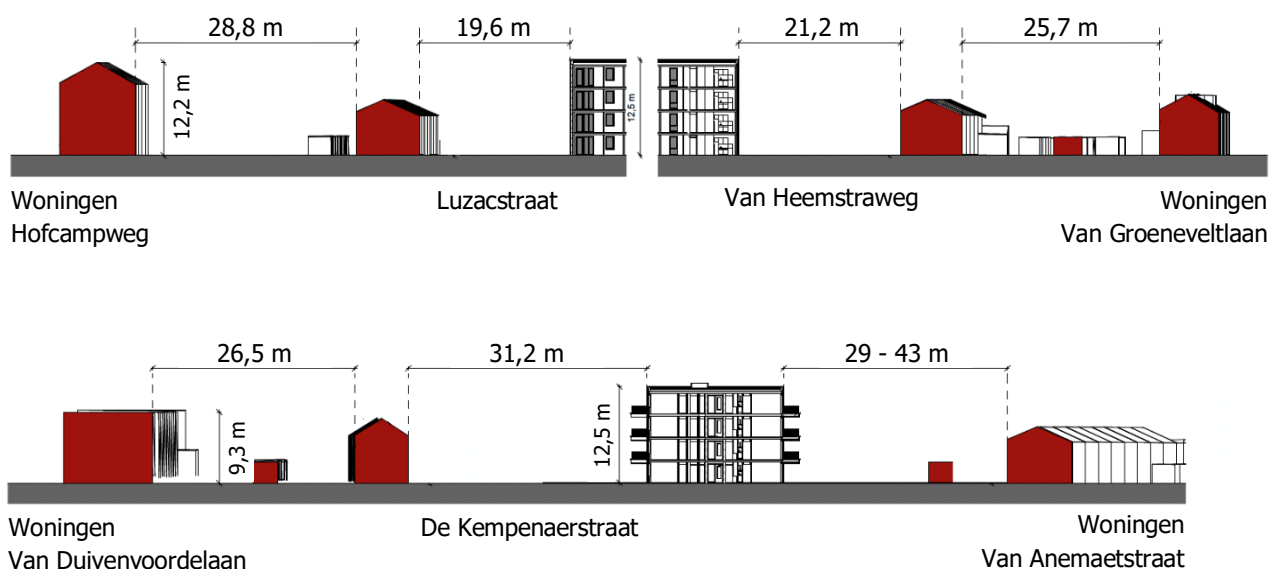 28,8 m
19,6 m
21,2 m
25,7 m
12,2 m
12,5 m
Woningen
Hofcampweg
Luzacstraat
Van Heemstraweg
Woningen
Van Groeneveltlaan
26,5 m
31,2 m
29 - 43 m
9,3 m
12,5 m
Woningen
Van Duivenvoordelaan
De Kempenaerstraat
Woningen
Van Anemaetstraat